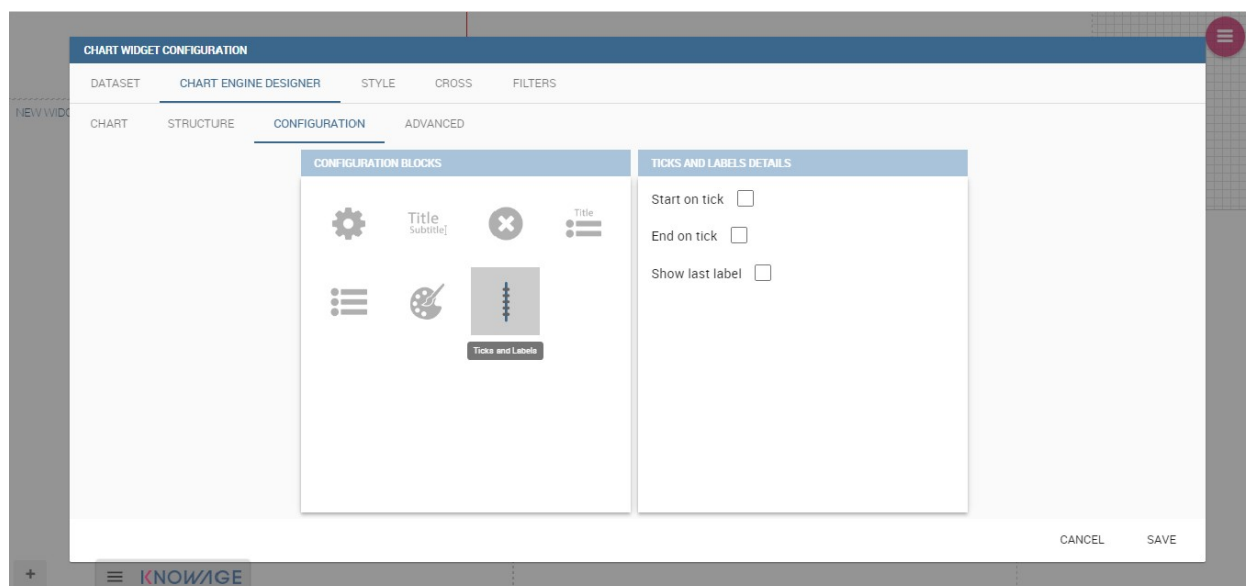 CHART WIDGET CONFIGURATION
DATASET CHART ENGINE DESIGNER STYLE CROSS FILTERS
NEW WIDG
CHART STRUCTURE CONFIGURATION ADVANCED
CONFIGURATION BLOCKS
Title
Subtitle
Title
Ticks and Labels
TICKS AND LABELS DETAILS
Start on tick
End on tick
Show last label
CANCEL SAVE
+ KNOWAGE